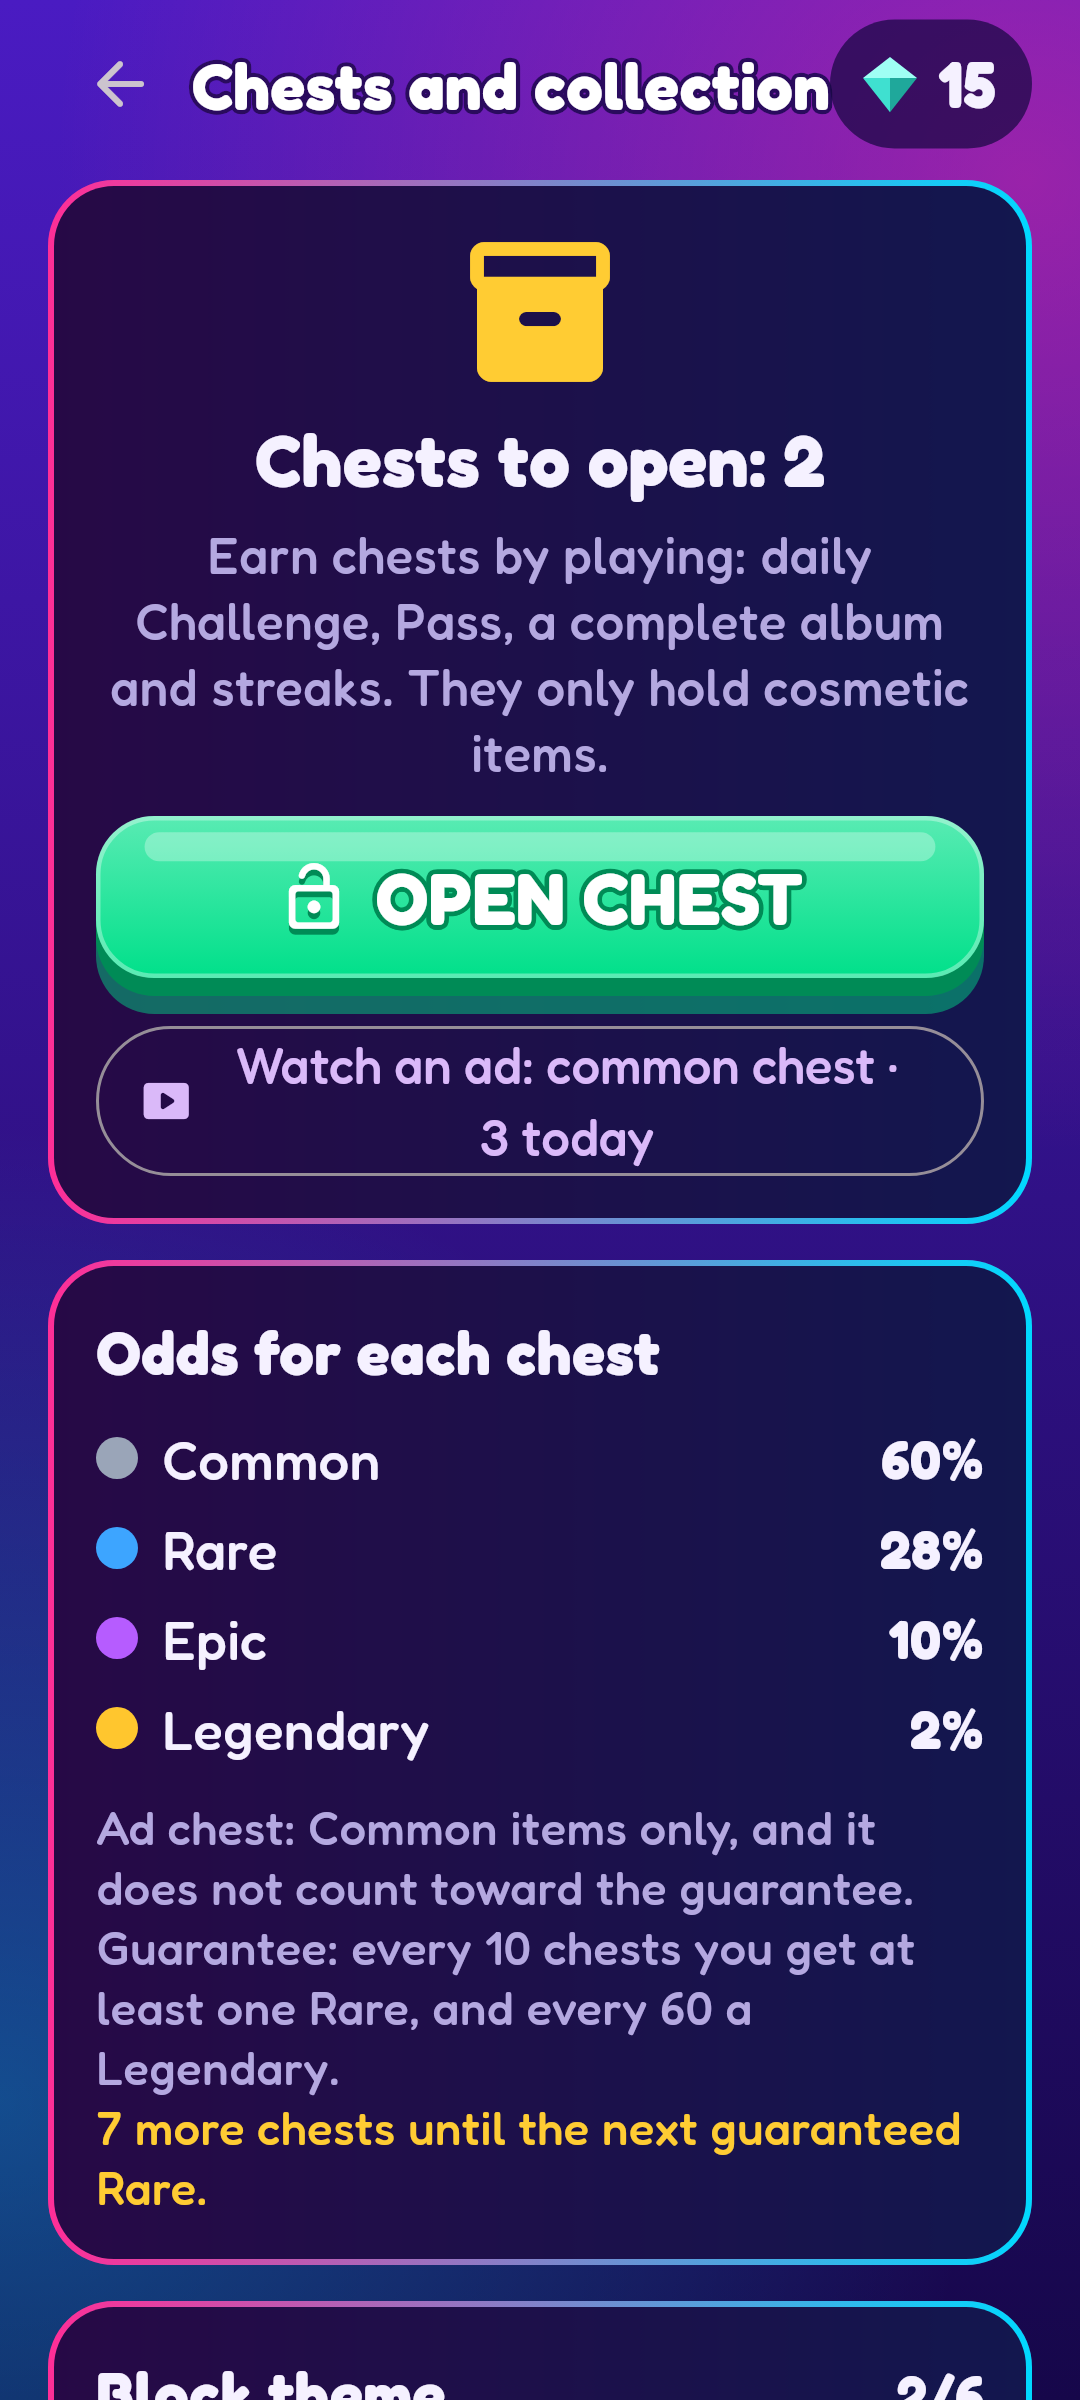 Chests and collection
15
Chests to open: 2
Earn chests by playing: daily
Challenge, Pass, a complete album
and streaks. They only hold cosmetic
items.
OPEN CHEST
Watch an ad: common chest ·
3 today
Odds for each chest
Common 60%
Rare 28%
Epic 10%
Legendary 2%
Ad chest: Common items only, and it
does not count toward the guarantee.
Guarantee: every 10 chests you get at
least one Rare, and every 60 a
Legendary.
7 more chests until the next guaranteed
Rare.
Block theme 2/6